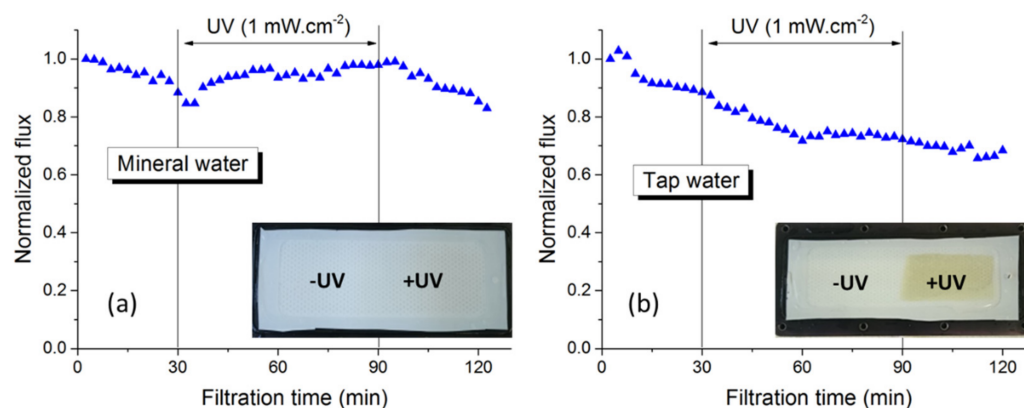 UV (1 mW.cm⁻²)
1.0
0.8
0.6
0.4
0.2
0.0
Normalized flux
Mineral water
-UV
+UV
(a)
0
30
60
90
120
Filtration time (min)
UV (1 mW.cm⁻²)
1.0
0.8
0.6
0.4
0.2
0.0
Normalized flux
Tap water
-UV
+UV
(b)
0
30
60
90
120
Filtration time (min)